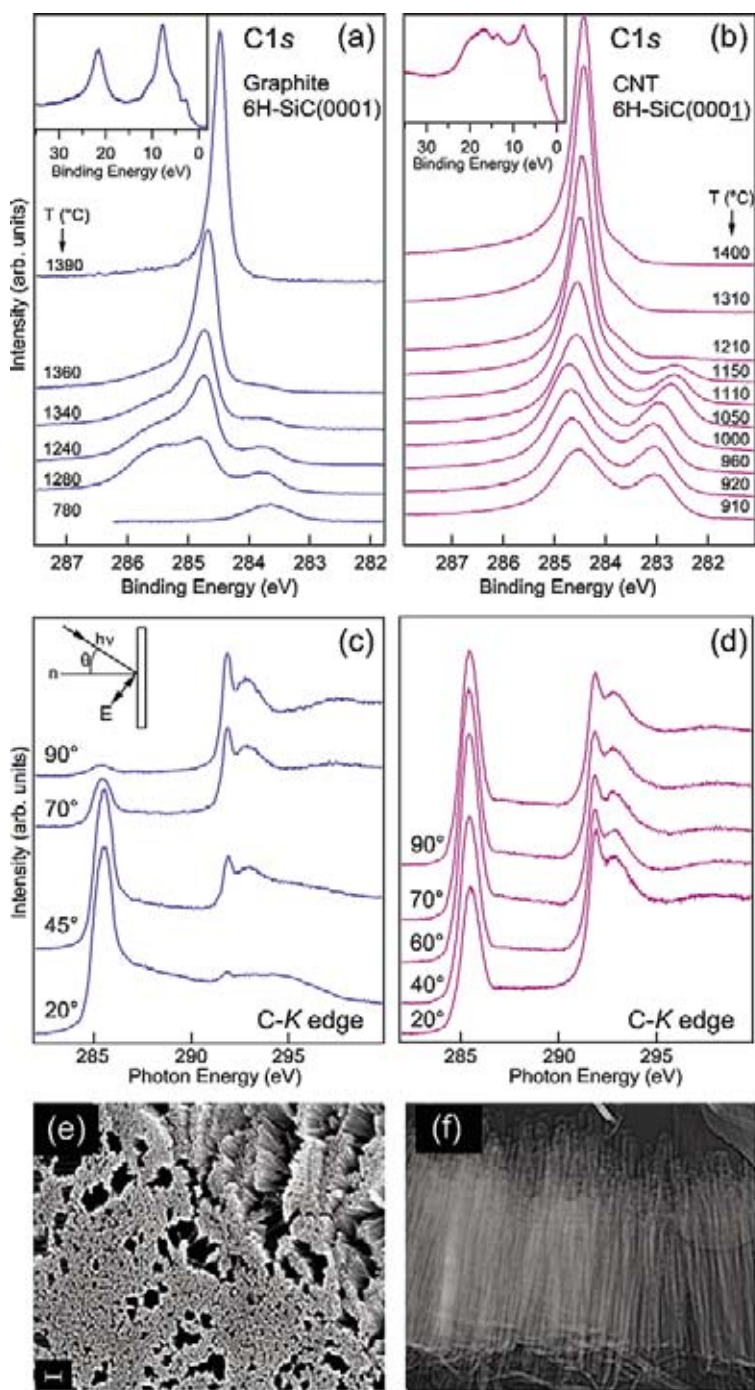 C1s (a)
Graphite
6H-SiC(0001)
30 20 10 0
Binding Energy (eV)
T (°C)
1390
1360
1340
1240
1280
780
287 286 285 284 283 282
Binding Energy (eV)
Intensity (arb. units)
C1s (b)
CNT
6H-SiC(0001)
30 20 10 0
Binding Energy (eV)
T (°C)
1400
1310
1210
1150
1110
1050
1000
960
920
910
287 286 285 284 283 282
Binding Energy (eV)
(c)
hν
θ
n
E
90°
70°
45°
20°
C-K edge
285 290 295
Photon Energy (eV)
Intensity (arb. units)
(d)
90°
70°
60°
40°
20°
C-K edge
285 290 295
Photon Energy (eV)
(e)
(f)